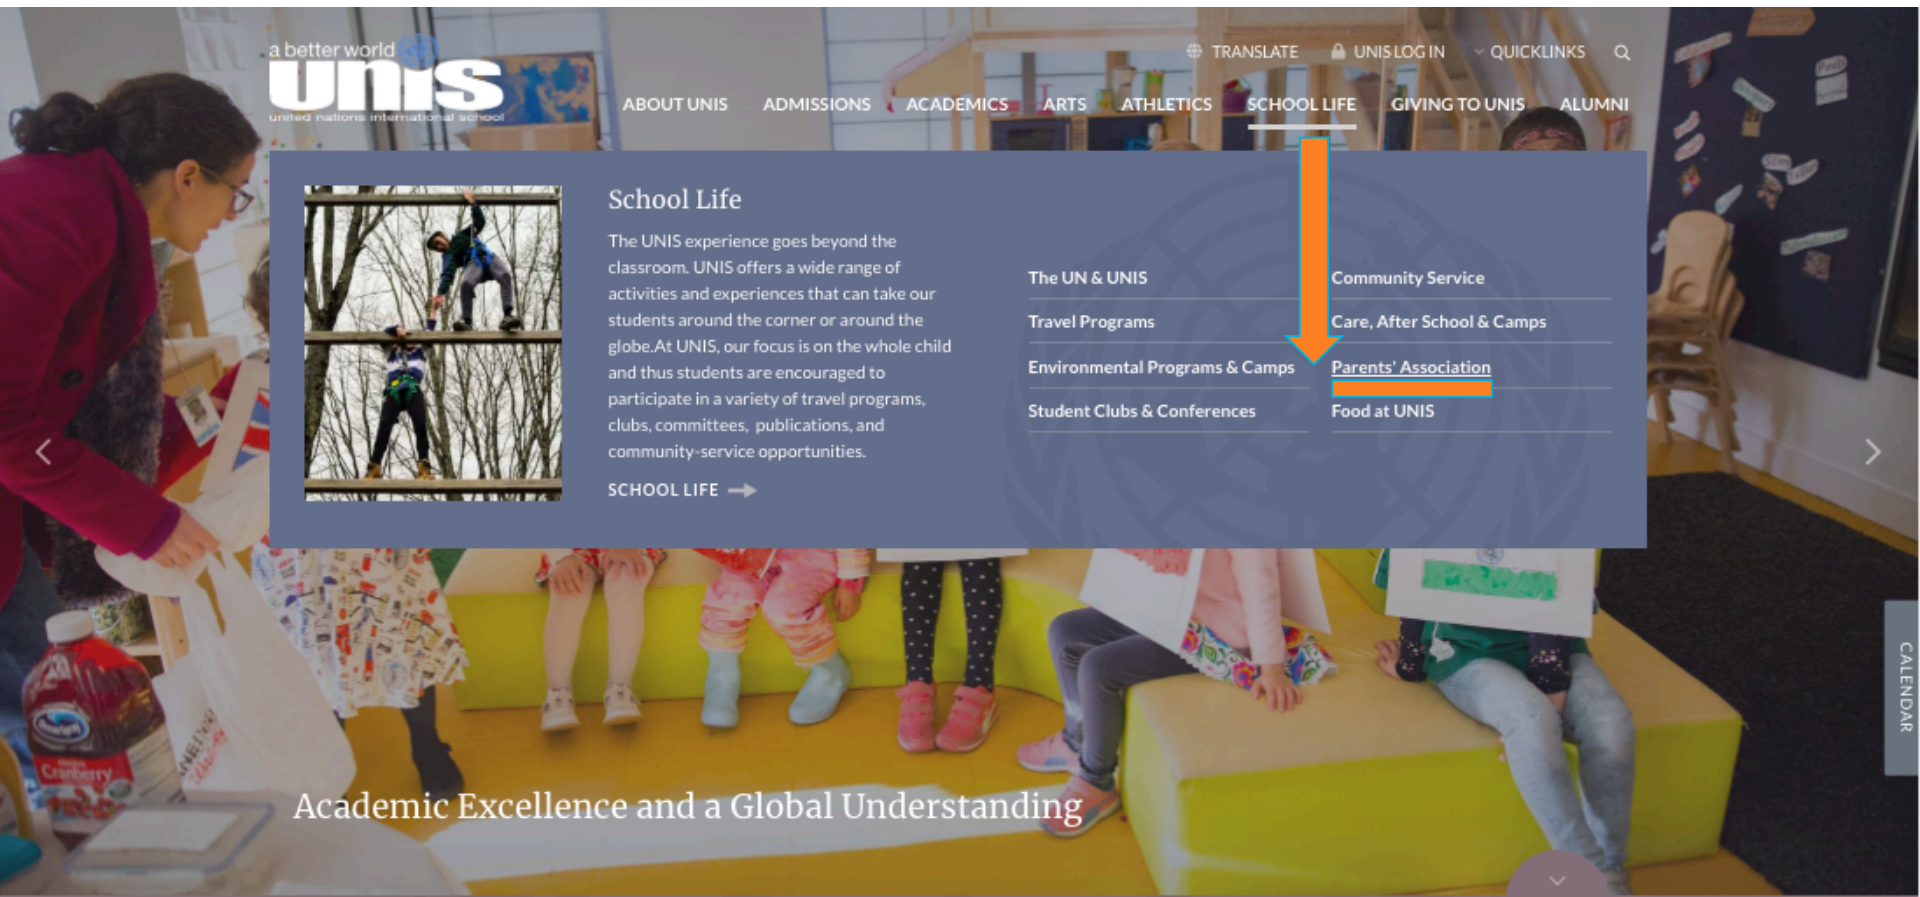 a better world
unis
united nations international school
TRANSLATE
UNIS LOG IN
QUICKLINKS
ABOUT UNIS
ADMISSIONS
ACADEMICS
ARTS
ATHLETICS
SCHOOL LIFE
GIVING TO UNIS
ALUMNI
School Life
The UNIS experience goes beyond the
classroom. UNIS offers a wide range of
activities and experiences that can take our
students around the corner or around the
globe.At UNIS, our focus is on the whole child
and thus students are encouraged to
participate in a variety of travel programs,
clubs, committees, publications, and
community-service opportunities.
SCHOOL LIFE
The UN & UNIS
Travel Programs
Environmental Programs & Camps
Student Clubs & Conferences
Community Service
Care, After School & Camps
Parents' Association
Food at UNIS
CALENDAR
Cranberry
Academic Excellence and a Global Understanding